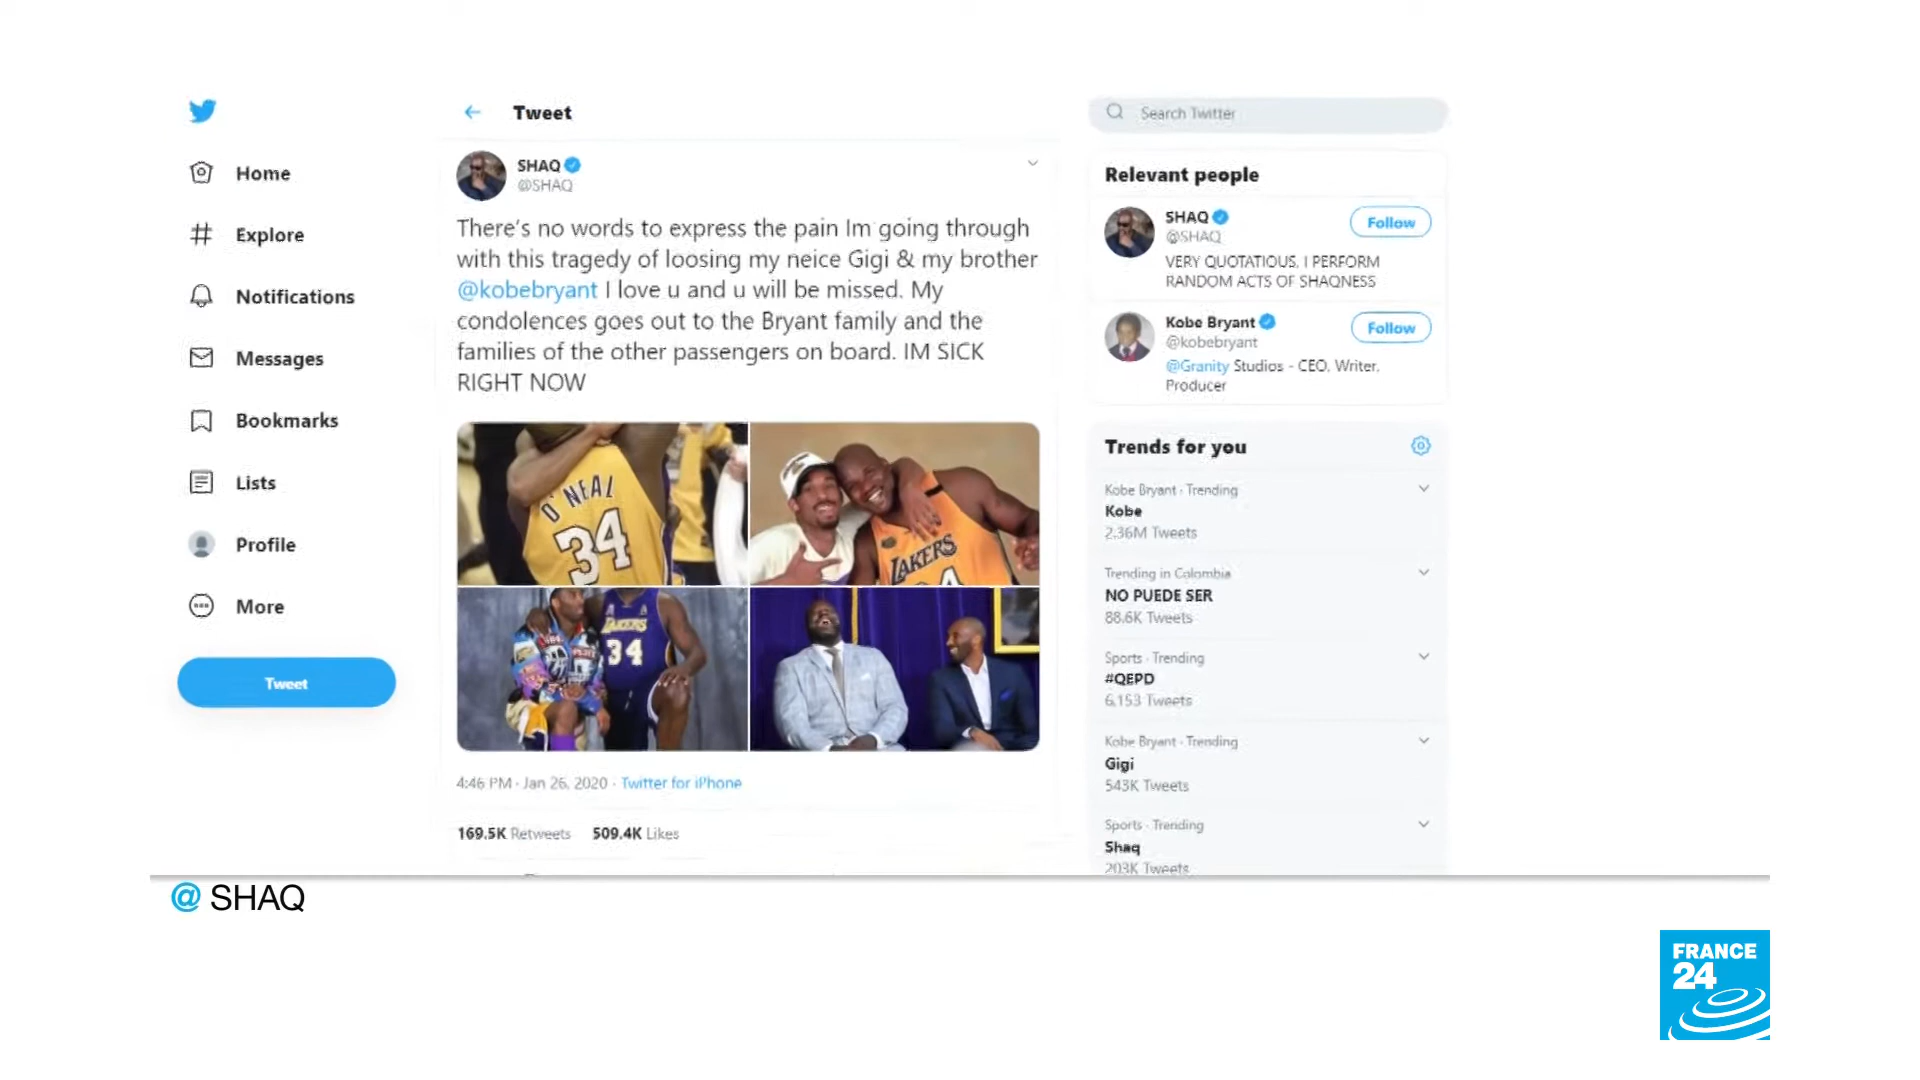 Home
Explore
Notifications
Messages
Bookmarks
Lists
Profile
More
Tweet
Tweet
SHAQ
@SHAQ
There's no words to express the pain Im going through
with this tragedy of loosing my neice Gigi & my brother
@kobebryant I love u and u will be missed. My
condolences goes out to the Bryant family and the
families of the other passengers on board. IM SICK
RIGHT NOW
O'NEAL
34
LAKERS
LAKERS
34
4:46 PM · Jan 26, 2020 · Twitter for iPhone
169.5K Retweets 509.4K Likes
Search Twitter
Relevant people
SHAQ
Follow
@SHAQ
VERY QUOTATIOUS, I PERFORM
RANDOM ACTS OF SHAQNESS
Kobe Bryant
Follow
@kobebryant
@Granity Studios - CEO, Writer,
Producer
Trends for you
Kobe Bryant · Trending
Kobe
2.36M Tweets
Trending in Colombia
NO PUEDE SER
88.6K Tweets
Sports · Trending
#QEPD
6,153 Tweets
Kobe Bryant · Trending
Gigi
543K Tweets
Sports · Trending
Shaq
203K Tweets
@ SHAQ
FRANCE
24